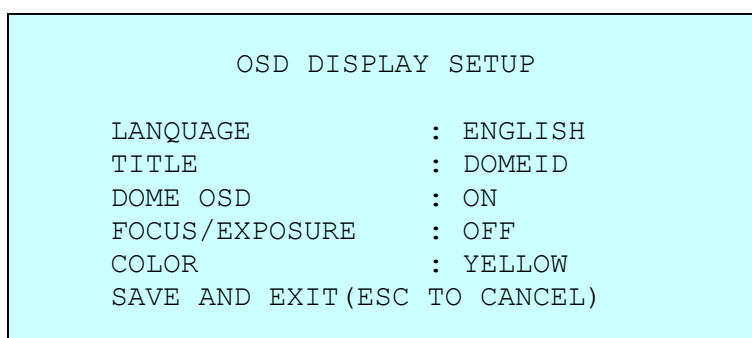 OSD DISPLAY SETUP
LANQUAGE : ENGLISH
TITLE : DOMEID
DOME OSD : ON
FOCUS/EXPOSURE : OFF
COLOR : YELLOW
SAVE AND EXIT(ESC TO CANCEL)